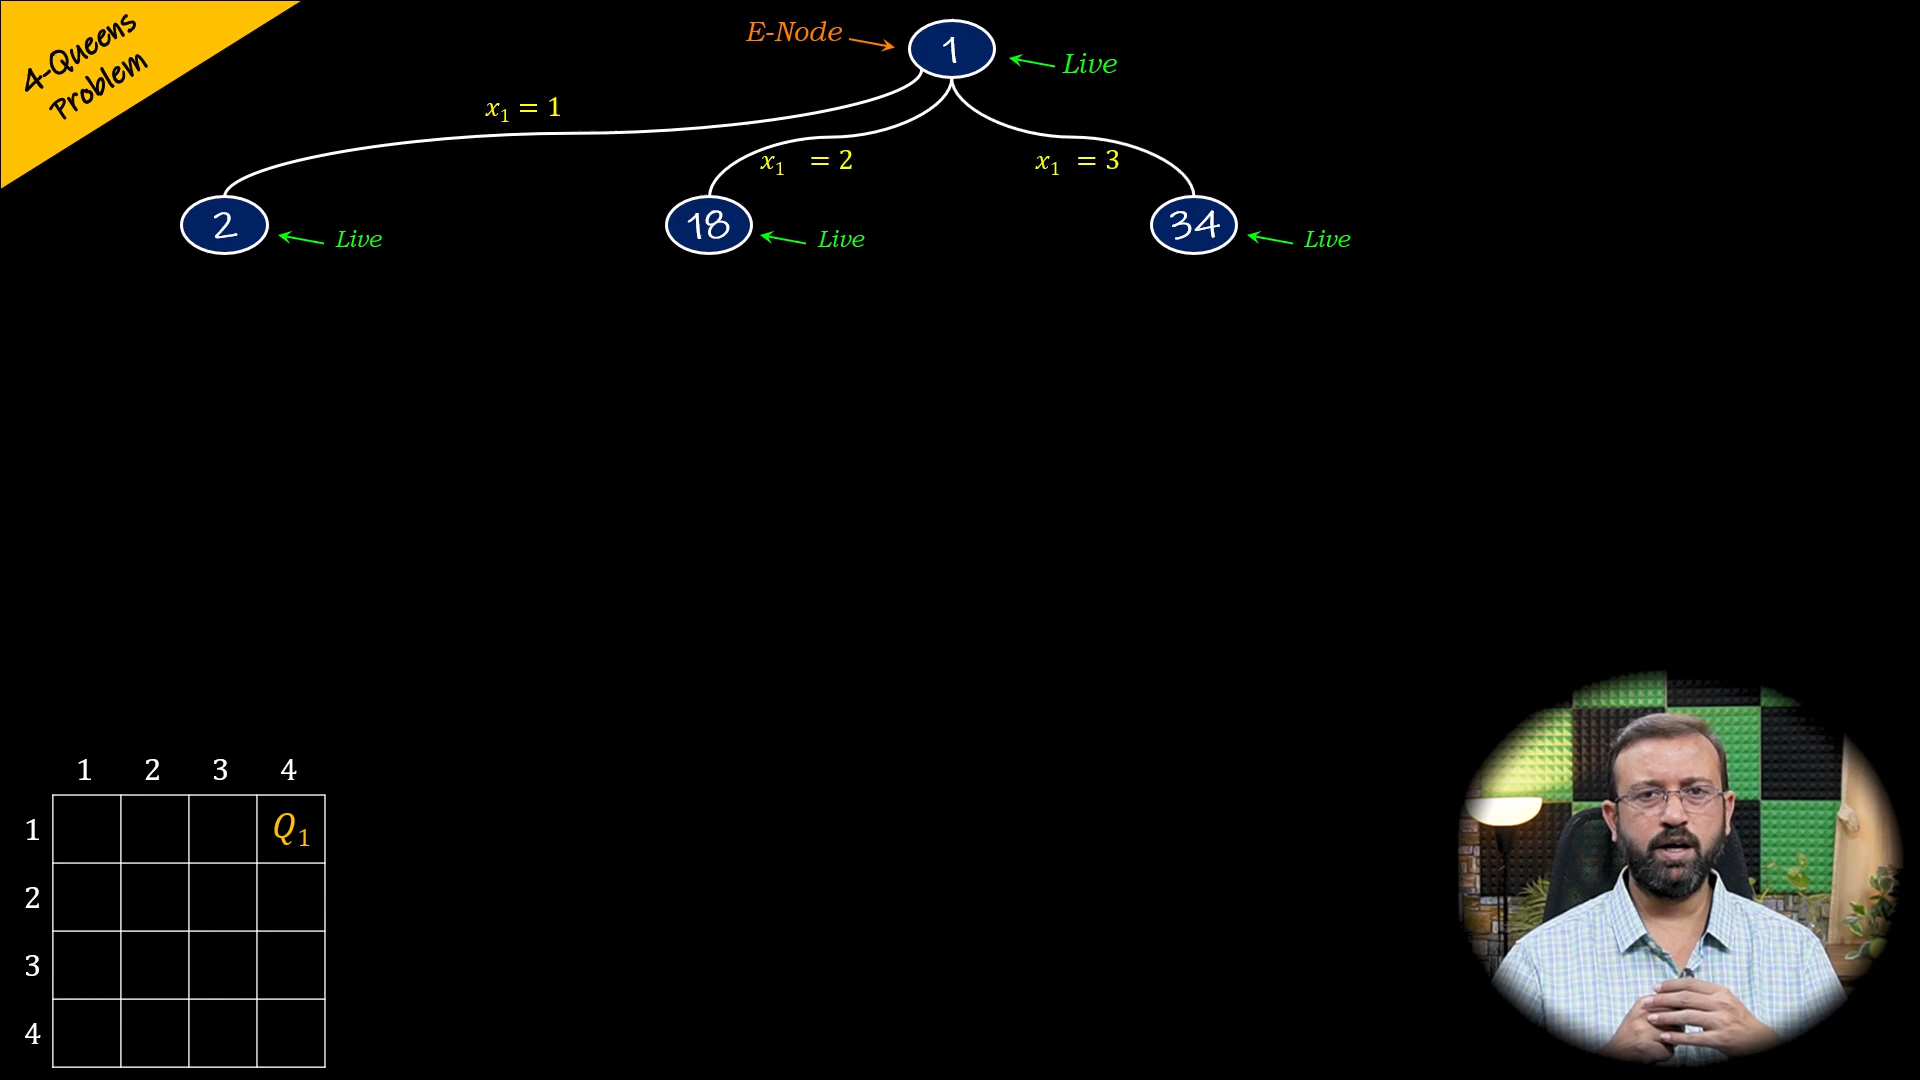 4-Queens
Problem
E-Node
1
Live
x₁ = 1
x₁ = 2
x₁ = 3
2
Live
18
Live
34
Live
1 2 3 4
1 Q₁
2
3
4